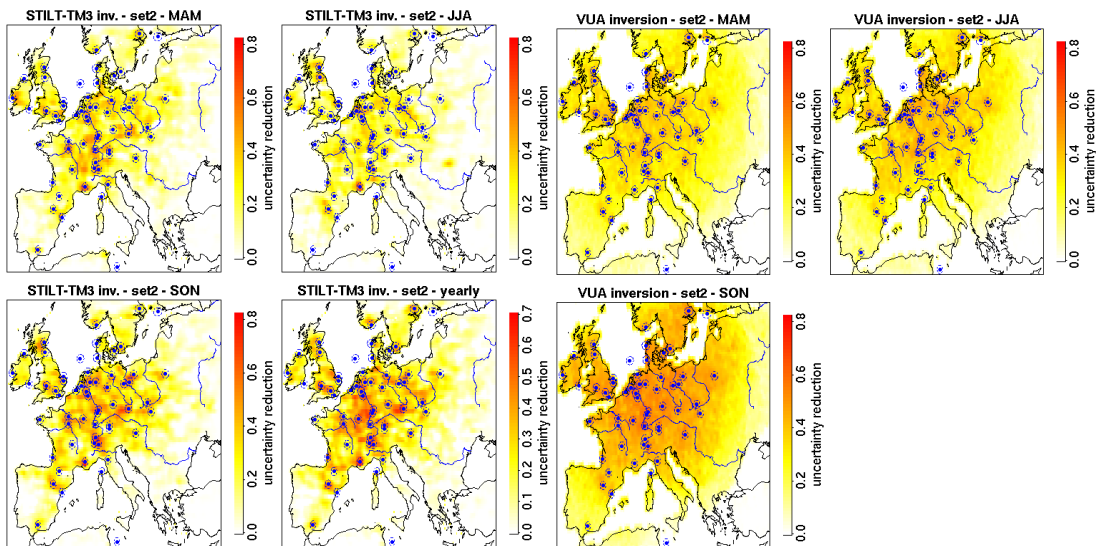 STILT-TM3 inv. - set2 - MAM
0.0 0.2 0.4 0.6 0.8
uncertainty reduction
STILT-TM3 inv. - set2 - JJA
0.0 0.2 0.4 0.6 0.8
uncertainty reduction
VUA inversion - set2 - MAM
0.0 0.2 0.4 0.6 0.8
uncertainty reduction
VUA inversion - set2 - JJA
0.0 0.2 0.4 0.6 0.8
uncertainty reduction
STILT-TM3 inv. - set2 - SON
0.0 0.2 0.4 0.6 0.8
uncertainty reduction
STILT-TM3 inv. - set2 - yearly
0.0 0.1 0.2 0.3 0.4 0.5 0.6 0.7
uncertainty reduction
VUA inversion - set2 - SON
0.0 0.2 0.4 0.6 0.8
uncertainty reduction